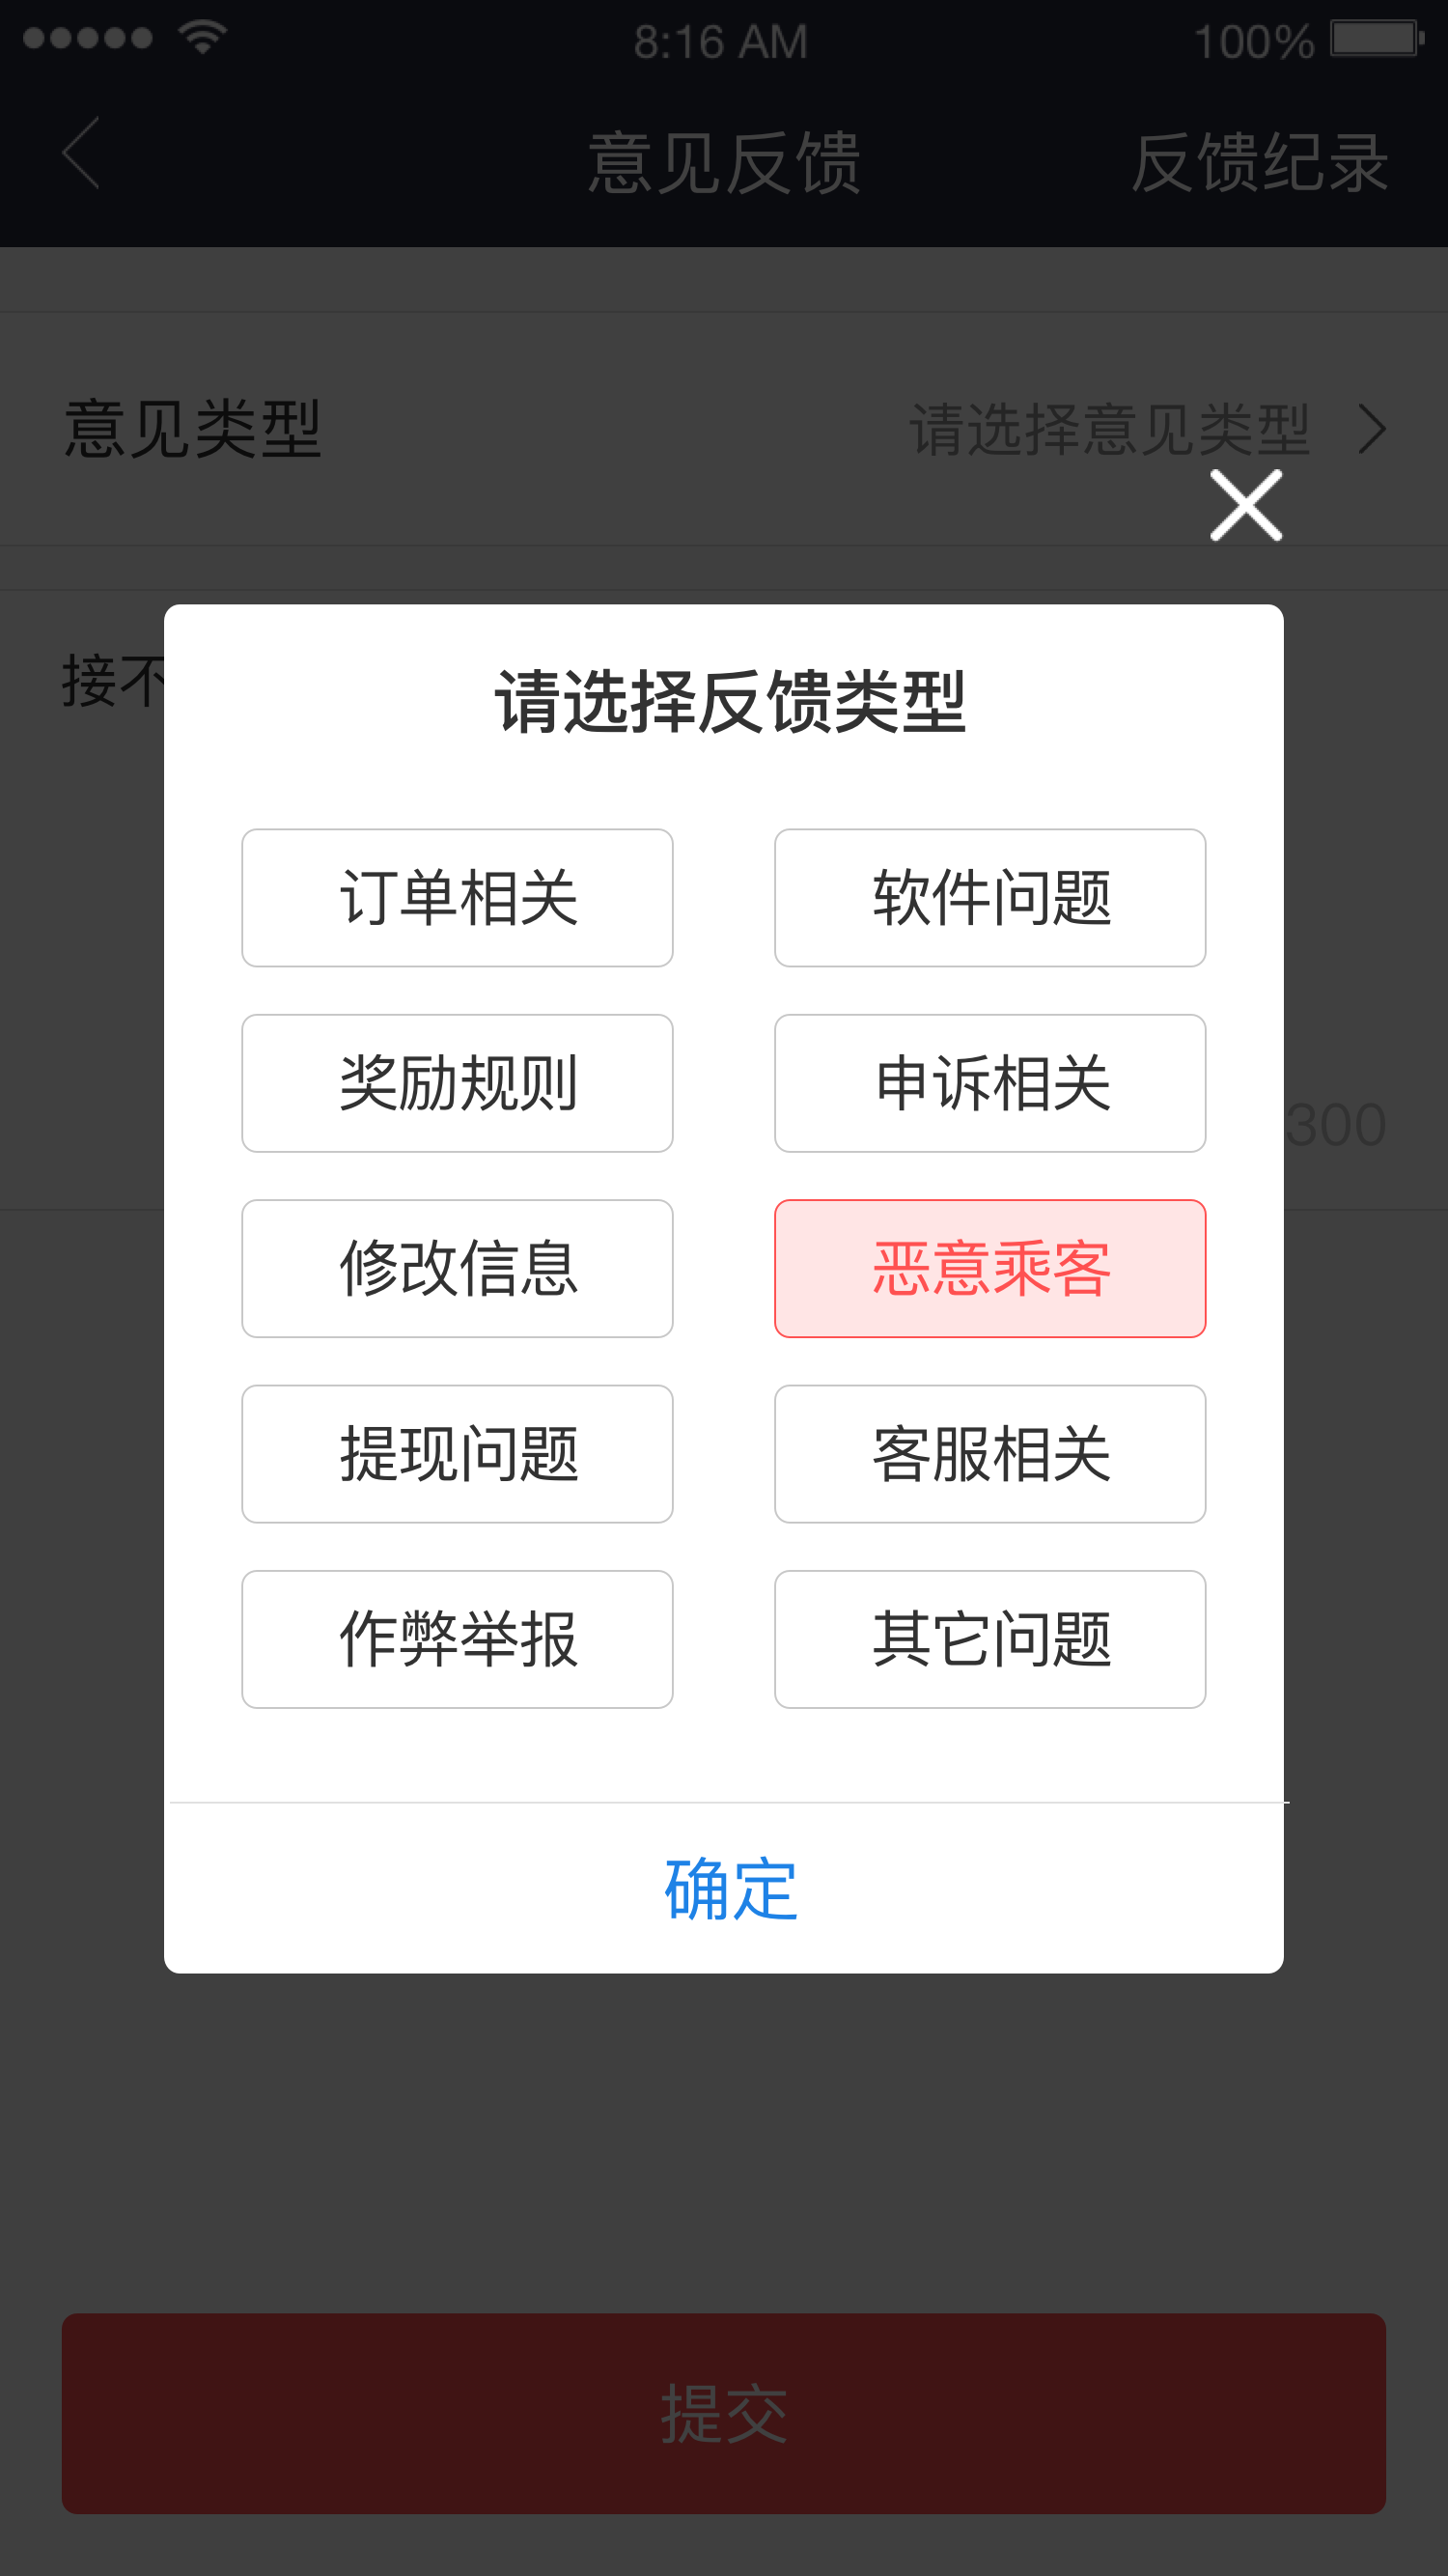 8:16 AM 100%
意见反馈 反馈纪录
意见类型 请选择意见类型
接不
请选择反馈类型
订单相关 软件问题
奖励规则 申诉相关
300
修改信息 恶意乘客
提现问题 客服相关
作弊举报 其它问题
确定
提交